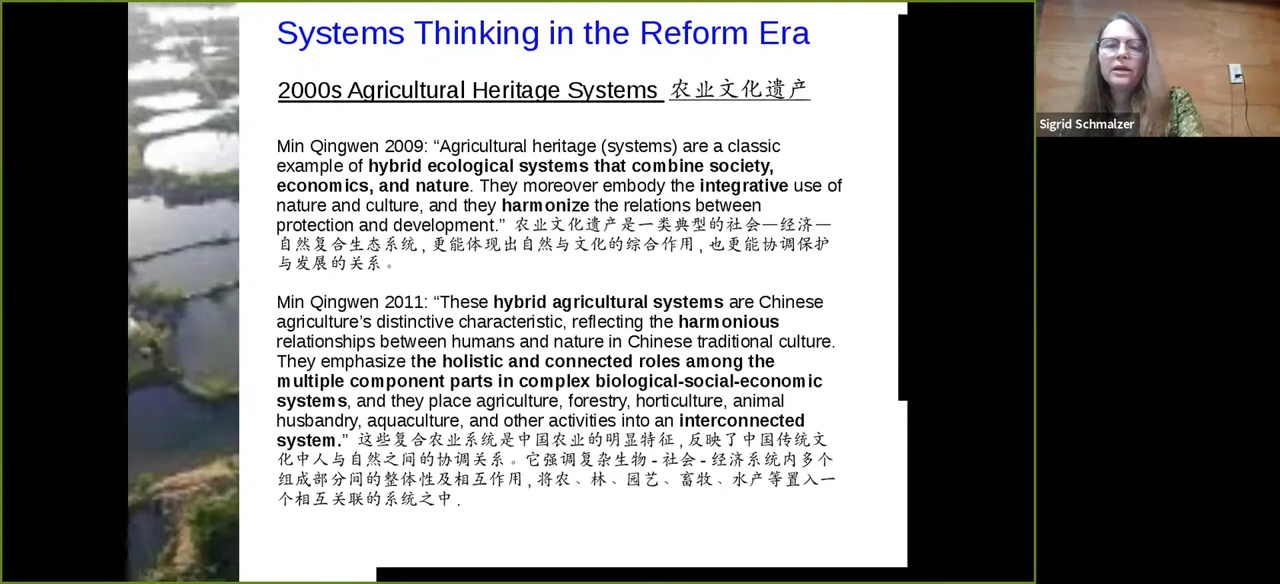 Systems Thinking in the Reform Era
2000s Agricultural Heritage Systems 农业文化遗产
Min Qingwen 2009: “Agricultural heritage (systems) are a classic
example of hybrid ecological systems that combine society,
economics, and nature. They moreover embody the integrative use of
nature and culture, and they harmonize the relations between
protection and development.” 农业文化遗产是一类典型的社会—经济—
自然复合生态系统，更能体现出自然与文化的综合作用，也更能协调保护
与发展的关系。
Min Qingwen 2011: “These hybrid agricultural systems are Chinese
agriculture’s distinctive characteristic, reflecting the harmonious
relationships between humans and nature in Chinese traditional culture.
They emphasize the holistic and connected roles among the
multiple component parts in complex biological-social-economic
systems, and they place agriculture, forestry, horticulture, animal
husbandry, aquaculture, and other activities into an interconnected
system.” 这些复合农业系统是中国农业的明显特征，反映了中国传统文
化中人与自然之间的协调关系。它强调复杂生物-社会-经济系统内多个
组成部分间的整体性及相互作用，将农、林、园艺、畜牧、水产等置入一
个相互关联的系统之中.
Sigrid Schmalzer